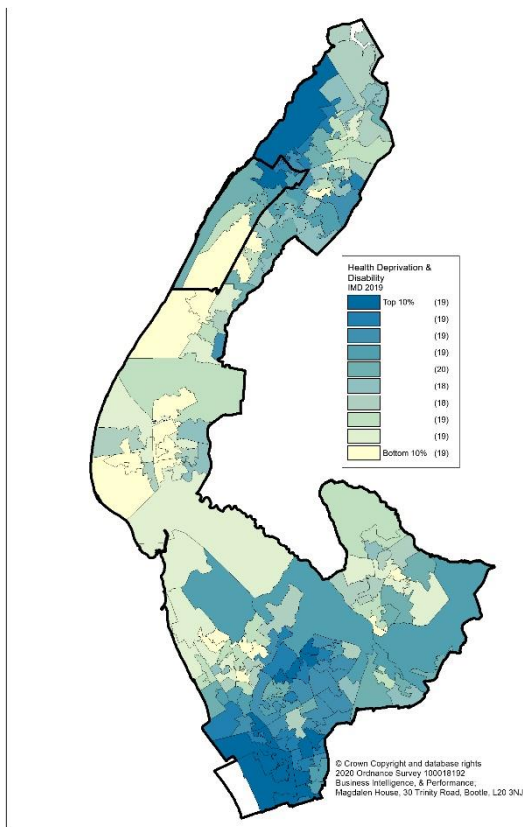 Health Deprivation &
Disability
IMD 2019
Top 10% (19)
(19)
(19)
(19)
(20)
(18)
(18)
(19)
(19)
Bottom 10% (19)
© Crown Copyright and database rights
2020 Ordnance Survey 100018192
Business Intelligence, & Performance,
Magdalen House, 30 Trinity Road, Bootle, L20 3NJ